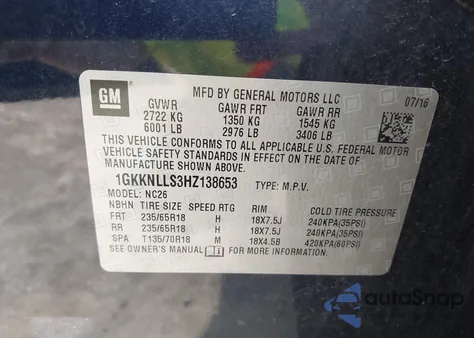 GM
MFD BY GENERAL MOTORS LLC
07/16
GVWR GAWR FRT GAWR RR
2722 KG 1350 KG 1545 KG
6001 LB 2976 LB 3406 LB
THIS VEHICLE CONFORMS TO ALL APPLICABLE U.S. FEDERAL MOTOR
VEHICLE SAFETY STANDARDS IN EFFECT ON THE DATE OF
MANUFACTURE SHOWN ABOVE.
1GKKNLLS3HZ138653 TYPE: M.P.V.
MODEL: NC26
NBHN TIRE SIZE SPEED RTG RIM COLD TIRE PRESSURE
FRT 235/65R18 H 18X7.5J 240KPA(35PSI)
RR 235/65R18 H 18X7.5J 240KPA(35PSI)
SPA T135/70R18 M 18X4.5B 420KPA(60PSI)
SEE OWNER'S MANUAL FOR MORE INFORMATION
autoSnap